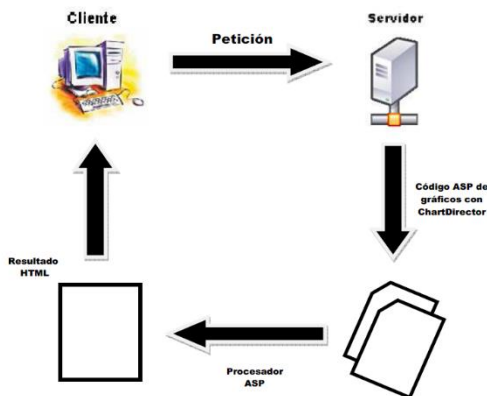 Cliente
Servidor
Petición
Código ASP de
gráficos con
ChartDirector
Resultado
HTML
Procesador
ASP